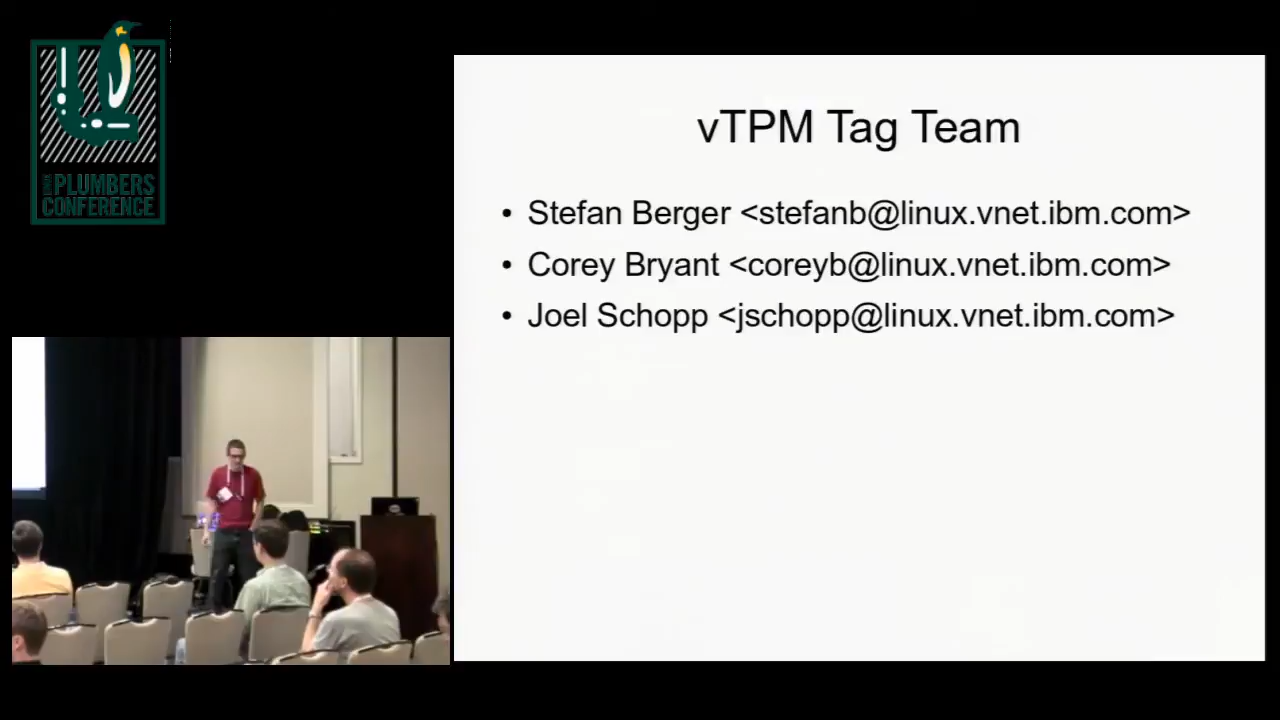 LINUX PLUMBERS
CONFERENCE
vTPM Tag Team
• Stefan Berger <stefanb@linux.vnet.ibm.com>
• Corey Bryant <coreyb@linux.vnet.ibm.com>
• Joel Schopp <jschopp@linux.vnet.ibm.com>